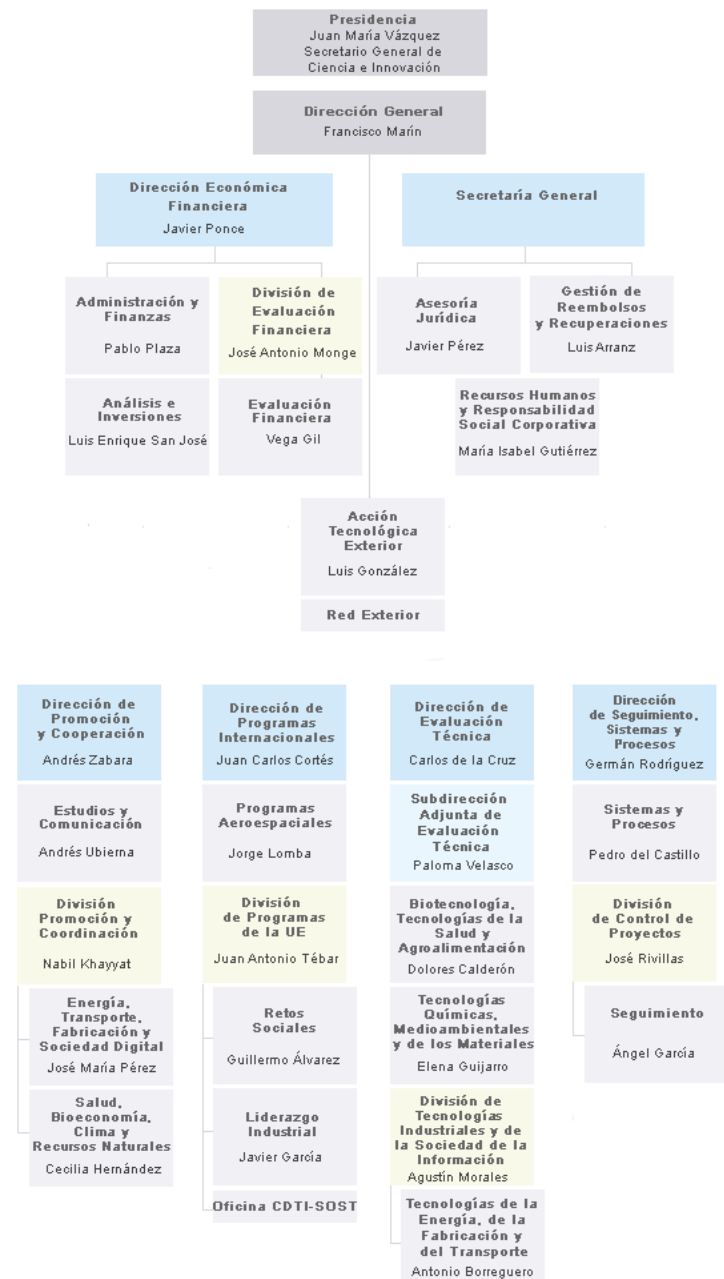 Presidencia
Juan María Vázquez
Secretario General de
Ciencia e Innovación
Dirección General
Francisco Marín
Dirección Económica
Financiera
Javier Ponce
Secretaría General
Administración y
Finanzas
Pablo Plaza
División de
Evaluación
Financiera
José Antonio Monge
Asesoría
Jurídica
Javier Pérez
Gestión de
Reembolsos
y Recuperaciones
Luis Arranz
Análisis e
Inversiones
Luis Enrique San José
Evaluación
Financiera
Vega Gil
Recursos Humanos
y Responsabilidad
Social Corporativa
María Isabel Gutiérrez
Acción
Tecnológica
Exterior
Luis González
Red Exterior
Dirección de
Promoción
y Cooperación
Andrés Zabara
Estudios y
Comunicación
Andrés Ubierna
División
Promoción y
Coordinación
Nabil Khayyat
Energía,
Transporte,
Fabricación y
Sociedad Digital
José María Pérez
Salud,
Bioeconomía,
Clima y
Recursos Naturales
Cecilia Hernández
Dirección de
Programas
Internacionales
Juan Carlos Cortés
Programas
Aeroespaciales
Jorge Lomba
División
de Programas
de la UE
Juan Antonio Tébar
Retos
Sociales
Guillermo Álvarez
Liderazgo
Industrial
Javier García
Oficina CDTI-SOST
Dirección de
Evaluación
Técnica
Carlos de la Cruz
Subdirección
Adjunta de
Evaluación
Técnica
Paloma Velasco
Biotecnología,
Tecnologías de la
Salud y
Agroalimentación
Dolores Calderón
Tecnologías
Químicas,
Medioambientales
y de los Materiales
Elena Guijarro
División de
Tecnologías
Industriales y de
la Sociedad de la
Información
Agustín Morales
Tecnologías de la
Energía, de la
Fabricación y
del Transporte
Antonio Borreguero
Dirección
de Seguimiento,
Sistemas y
Procesos
Germán Rodríguez
Sistemas y
Procesos
Pedro del Castillo
División
de Control de
Proyectos
José Rivillas
Seguimiento
Ángel García